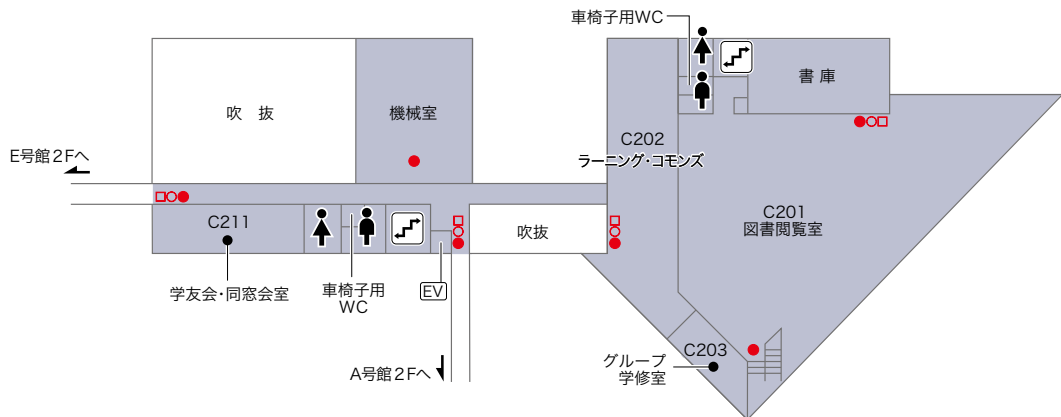 車椅子用WC
書 庫
吹　抜
機械室
C202
ラーニング・コモンズ
E号館2Fへ
C211
C201
図書閲覧室
吹抜
学友会・同窓会室
車椅子用
WC
EV
C203
グループ
学修室
A号館2Fへ